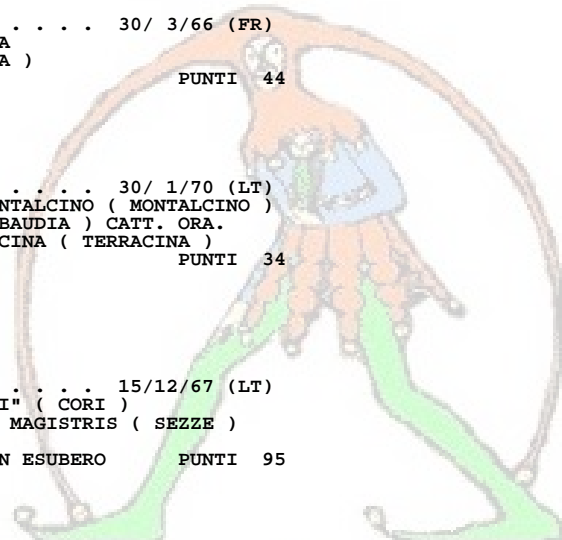 . . . . . 30/ 3/66 (FR)
A
A )
PUNTI 44
. . . . . 30/ 1/70 (LT)
NTALCINO ( MONTALCINO )
BAUDIA ) CATT. ORA.
CINA ( TERRACINA )
PUNTI 34
. . . . . 15/12/67 (LT)
I" ( CORI )
MAGISTRIS ( SEZZE )
N ESUBERO PUNTI 95